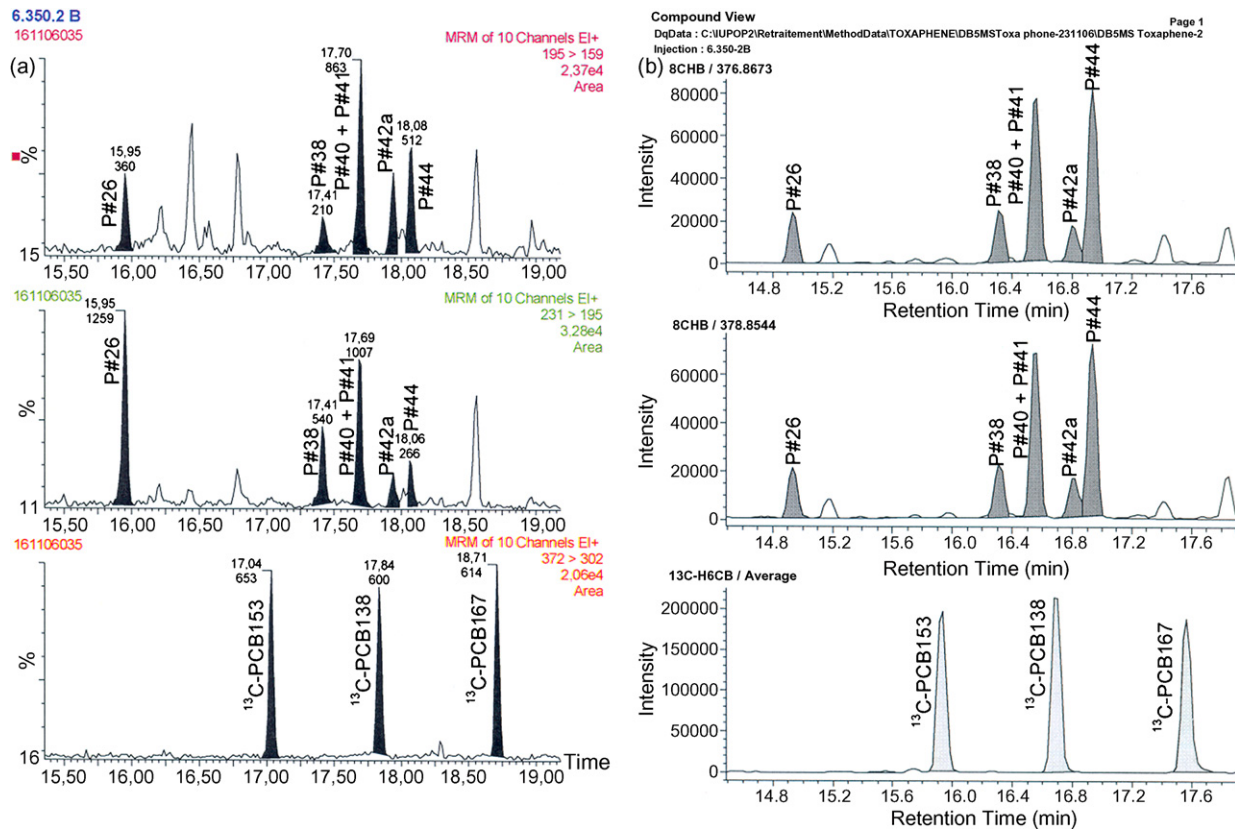 6.350.2 B
161106035
MRM of 10 Channels EI+
195 > 159
2,37e4
Area
(a)
%
15
P#26
15,95
360
P#38
17,41
210
P#40 + P#41
17,70
863
P#42a
18,08
512
P#44
15,50 16,00 16,50 17,00 17,50 18,00 18,50 19,00
161106035
MRM of 10 Channels EI+
231 > 195
3.28e4
Area
%
11
15,95
1259
P#26
P#38
17,41
540
P#40 + P#41
17,69
1007
P#42a
P#44
18,06
266
15,50 16,00 16,50 17,00 17,50 18,00 18,50 19,00
161106035
MRM of 10 Channels EI+
372 > 302
2,06e4
Area
%
16
17,04
653
¹³C-PCB153
17,84
600
¹³C-PCB138
18,71
614
¹³C-PCB167
Time
15,50 16,00 16,50 17,00 17,50 18,00 18,50 19,00
Compound View
Page 1
DqData : C:\IUPOP2\Retraitement\MethodData\TOXAPHENE\DB5MSToxa phone-231106\DB5MS Toxaphene-2
Injection : 6.350-2B
(b)
8CHB / 376.8673
80000
60000
40000
20000
0
Intensity
P#26
P#38
P#40 + P#41
P#42a
P#44
14.8 15.2 15.6 16.0 16.4 16.8 17.2 17.6
Retention Time (min)
8CHB / 378.8544
80000
60000
40000
20000
0
Intensity
P#26
P#38
P#40 + P#41
P#42a
P#44
14.8 15.2 15.6 16.0 16.4 16.8 17.2 17.6
Retention Time (min)
13C-H6CB / Average
200000
150000
100000
50000
0
Intensity
¹³C-PCB153
¹³C-PCB138
¹³C-PCB167
14.8 15.2 15.6 16.0 16.4 16.8 17.2 17.6
Retention Time (min)